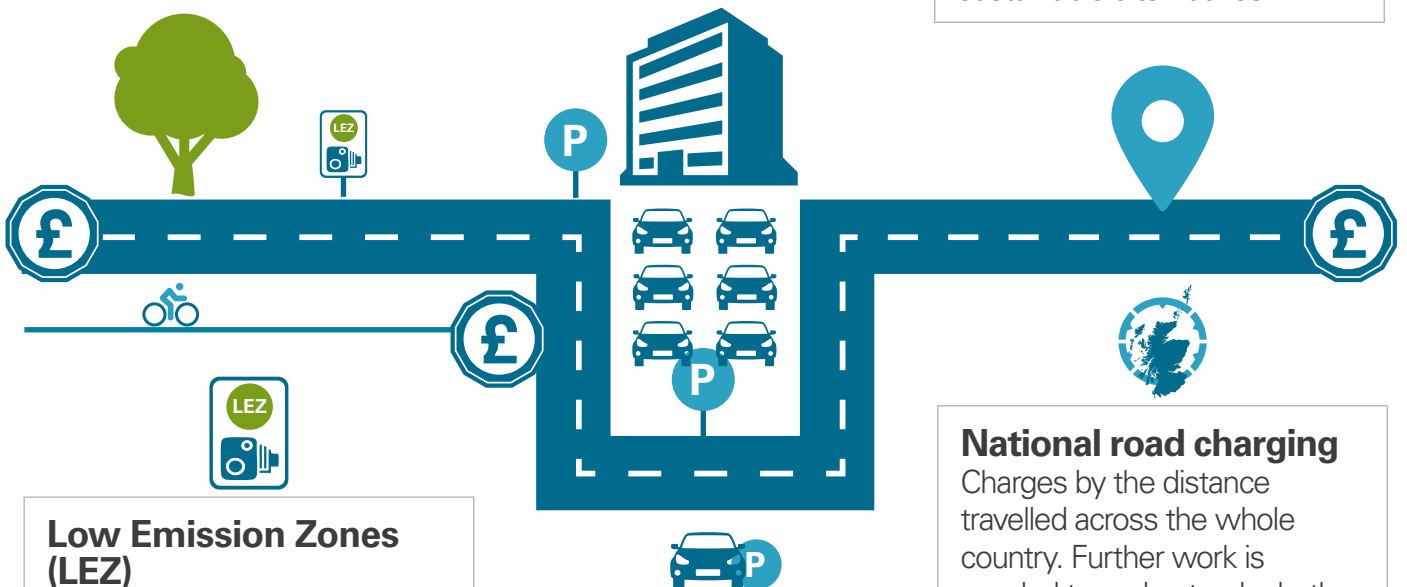 LEZ
P
£
£
£
P
LEZ
Low Emission Zones
(LEZ)
P
National road charging
Charges by the distance
travelled across the whole
country. Further work is